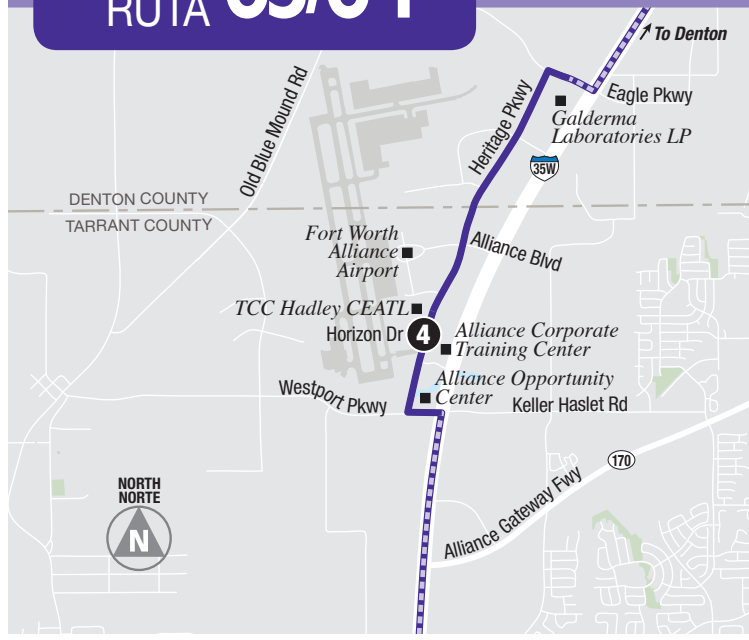 RUTA
To Denton
Eagle Pkwy
Galderma
Laboratories LP
Old Blue Mound Rd
Heritage Pkwy
35W
DENTON COUNTY
TARRANT COUNTY
Fort Worth
Alliance
Airport
Alliance Blvd
TCC Hadley CEATL
Horizon Dr
4
Alliance Corporate
Training Center
Alliance Opportunity
Center
Westport Pkwy
Keller Haslet Rd
170
Alliance Gateway Fwy
NORTH
NORTE
N